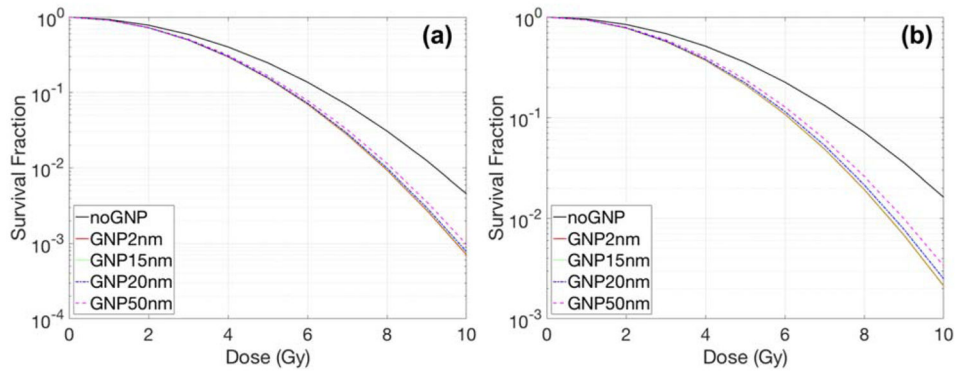 (a)
Survival Fraction
10^0
10^-1
10^-2
10^-3
10^-4
noGNP
GNP2nm
GNP15nm
GNP20nm
GNP50nm
0 2 4 6 8 10
Dose (Gy)
(b)
Survival Fraction
10^0
10^-1
10^-2
10^-3
noGNP
GNP2nm
GNP15nm
GNP20nm
GNP50nm
0 2 4 6 8 10
Dose (Gy)